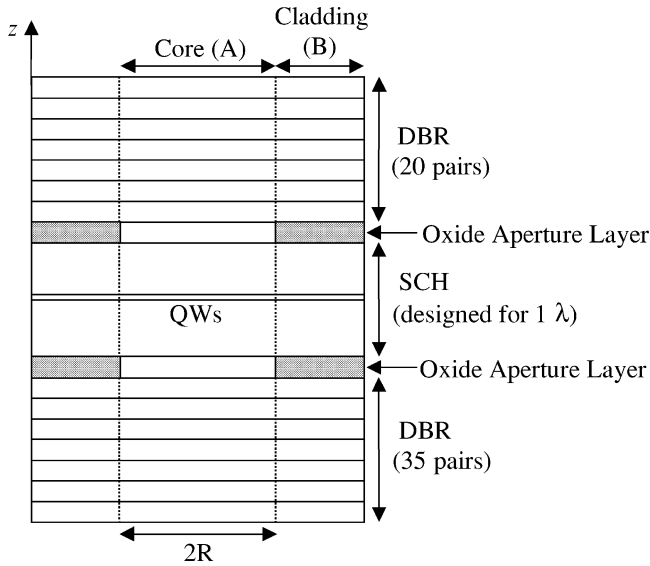 Cladding
z
Core (A)
(B)
DBR
(20 pairs)
Oxide Aperture Layer
SCH
QWs
(designed for 1 λ)
Oxide Aperture Layer
DBR
(35 pairs)
2R